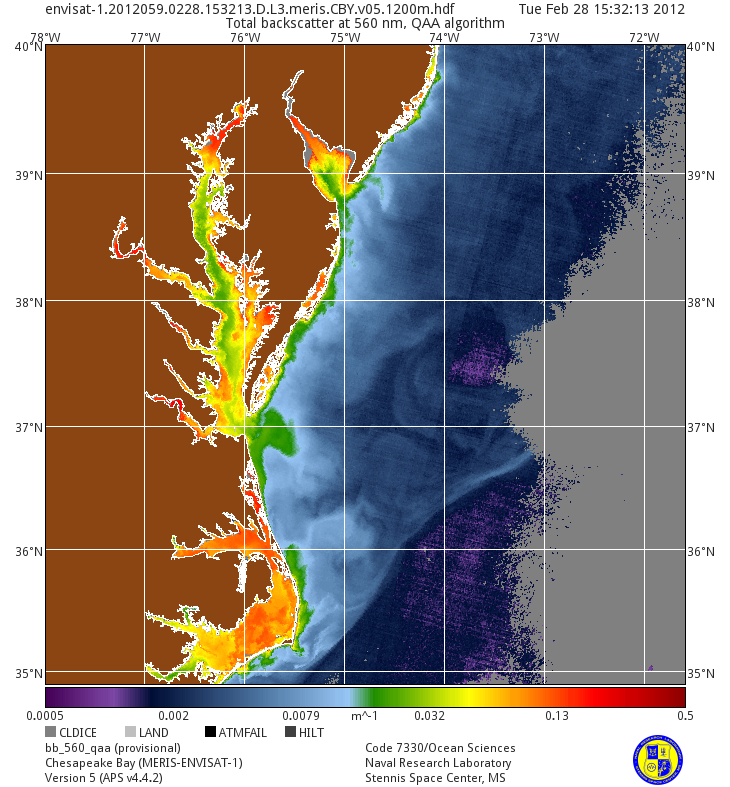 envisat-1.2012059.0228.153213.D.L3.meris.CBY.v05.1200m.hdf Tue Feb 28 15:32:13 2012
Total backscatter at 560 nm, QAA algorithm
78°W 77°W 76°W 75°W 74°W 73°W 72°W
40°N 40°N
39°N 39°N
38°N 38°N
37°N 37°N
36°N 36°N
35°N 35°N
0.0005 0.002 0.0079 m^-1 0.032 0.13 0.5
CLDICE LAND ATMFAIL HILT
bb_560_qaa (provisional) Code 7330/Ocean Sciences
Chesapeake Bay (MERIS-ENVISAT-1) Naval Research Laboratory
Version 5 (APS v4.4.2) Stennis Space Center, MS